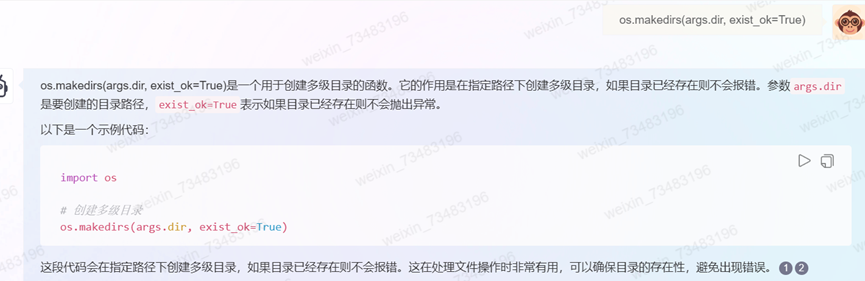 os.makedirs(args.dir, exist_ok=True)
os.makedirs(args.dir, exist_ok=True)是一个用于创建多级目录的函数。它的作用是在指定路径下创建多级目录，如果目录已经存在则不会报错。参数 args.dir
是要创建的目录路径， exist_ok=True 表示如果目录已经存在则不会抛出异常。
以下是一个示例代码：
import os
# 创建多级目录
os.makedirs(args.dir, exist_ok=True)
这段代码会在指定路径下创建多级目录，如果目录已经存在则不会报错。这在处理文件操作时非常有用，可以确保目录的存在性，避免出现错误。 1 2
weixin_73483196